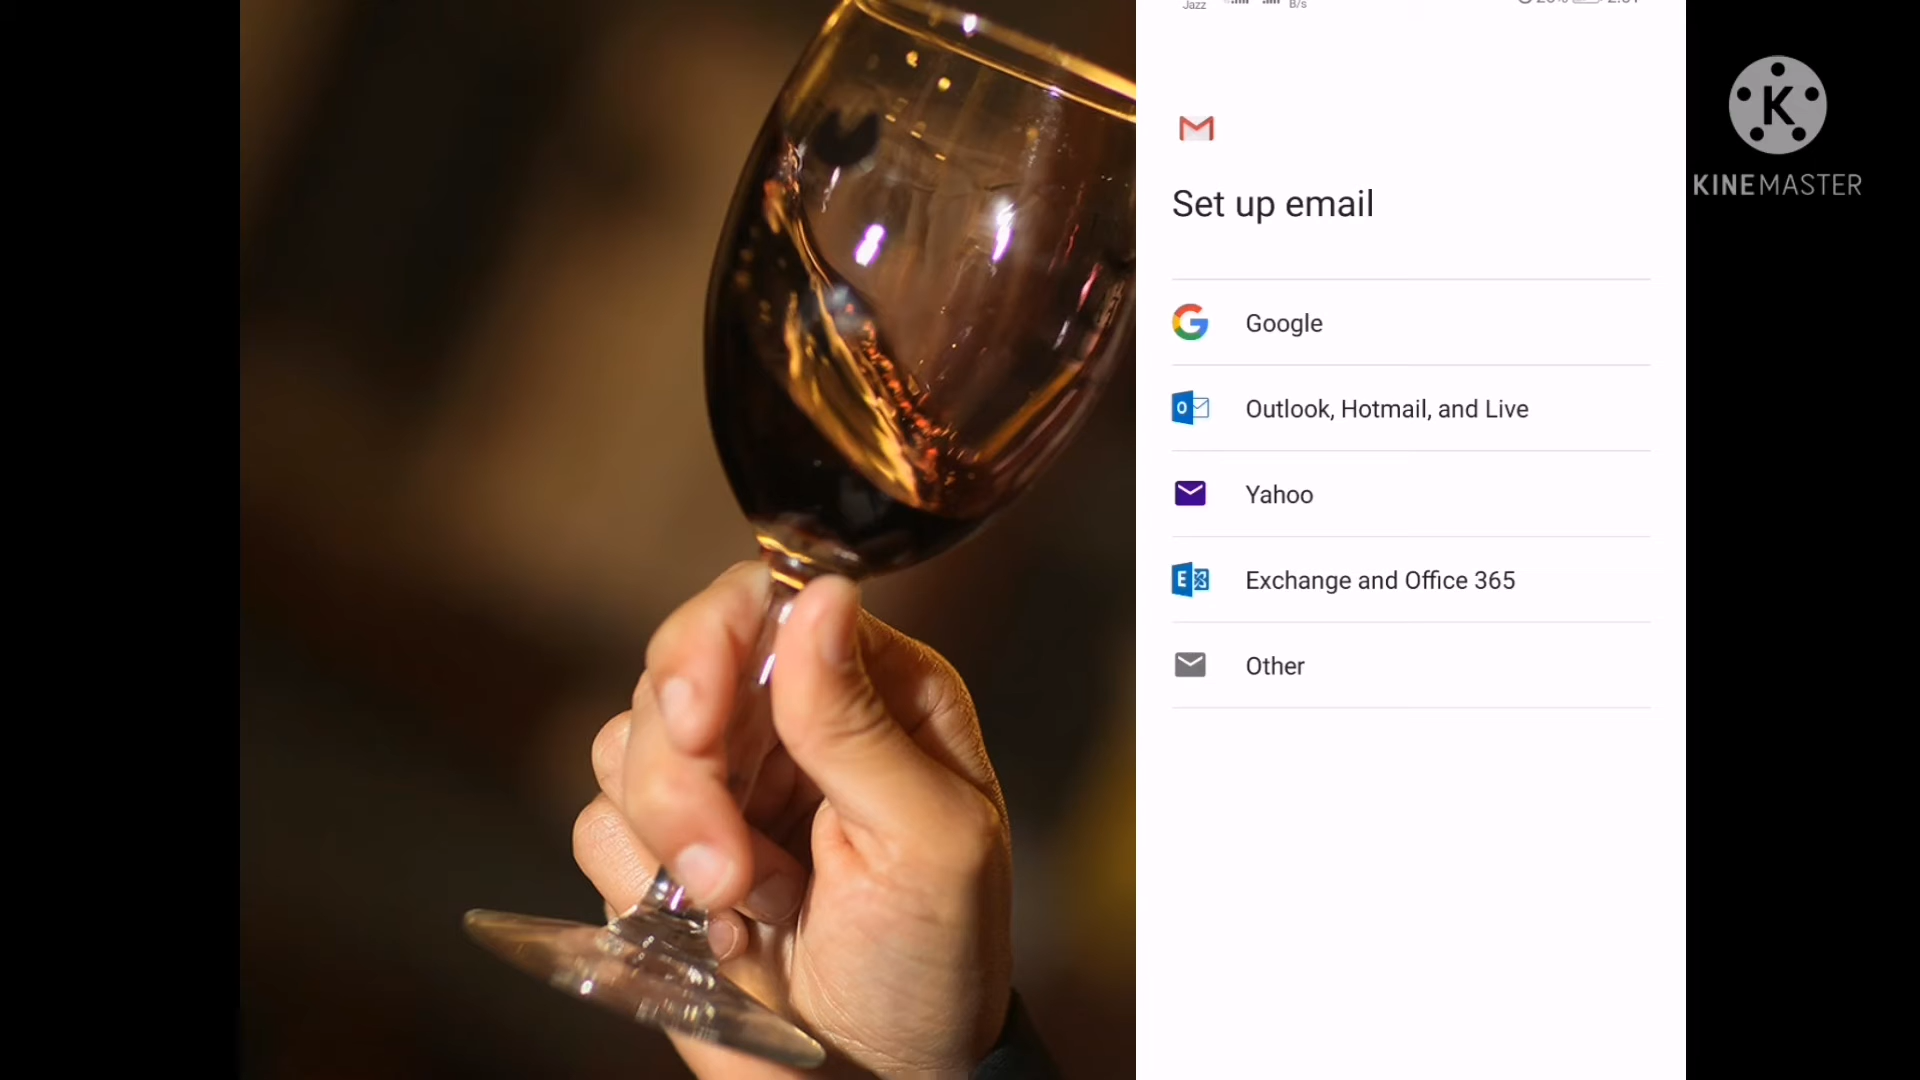 Jazz
B/s
Set up email
Google
Outlook, Hotmail, and Live
Yahoo
Exchange and Office 365
Other
K
KINEMASTER